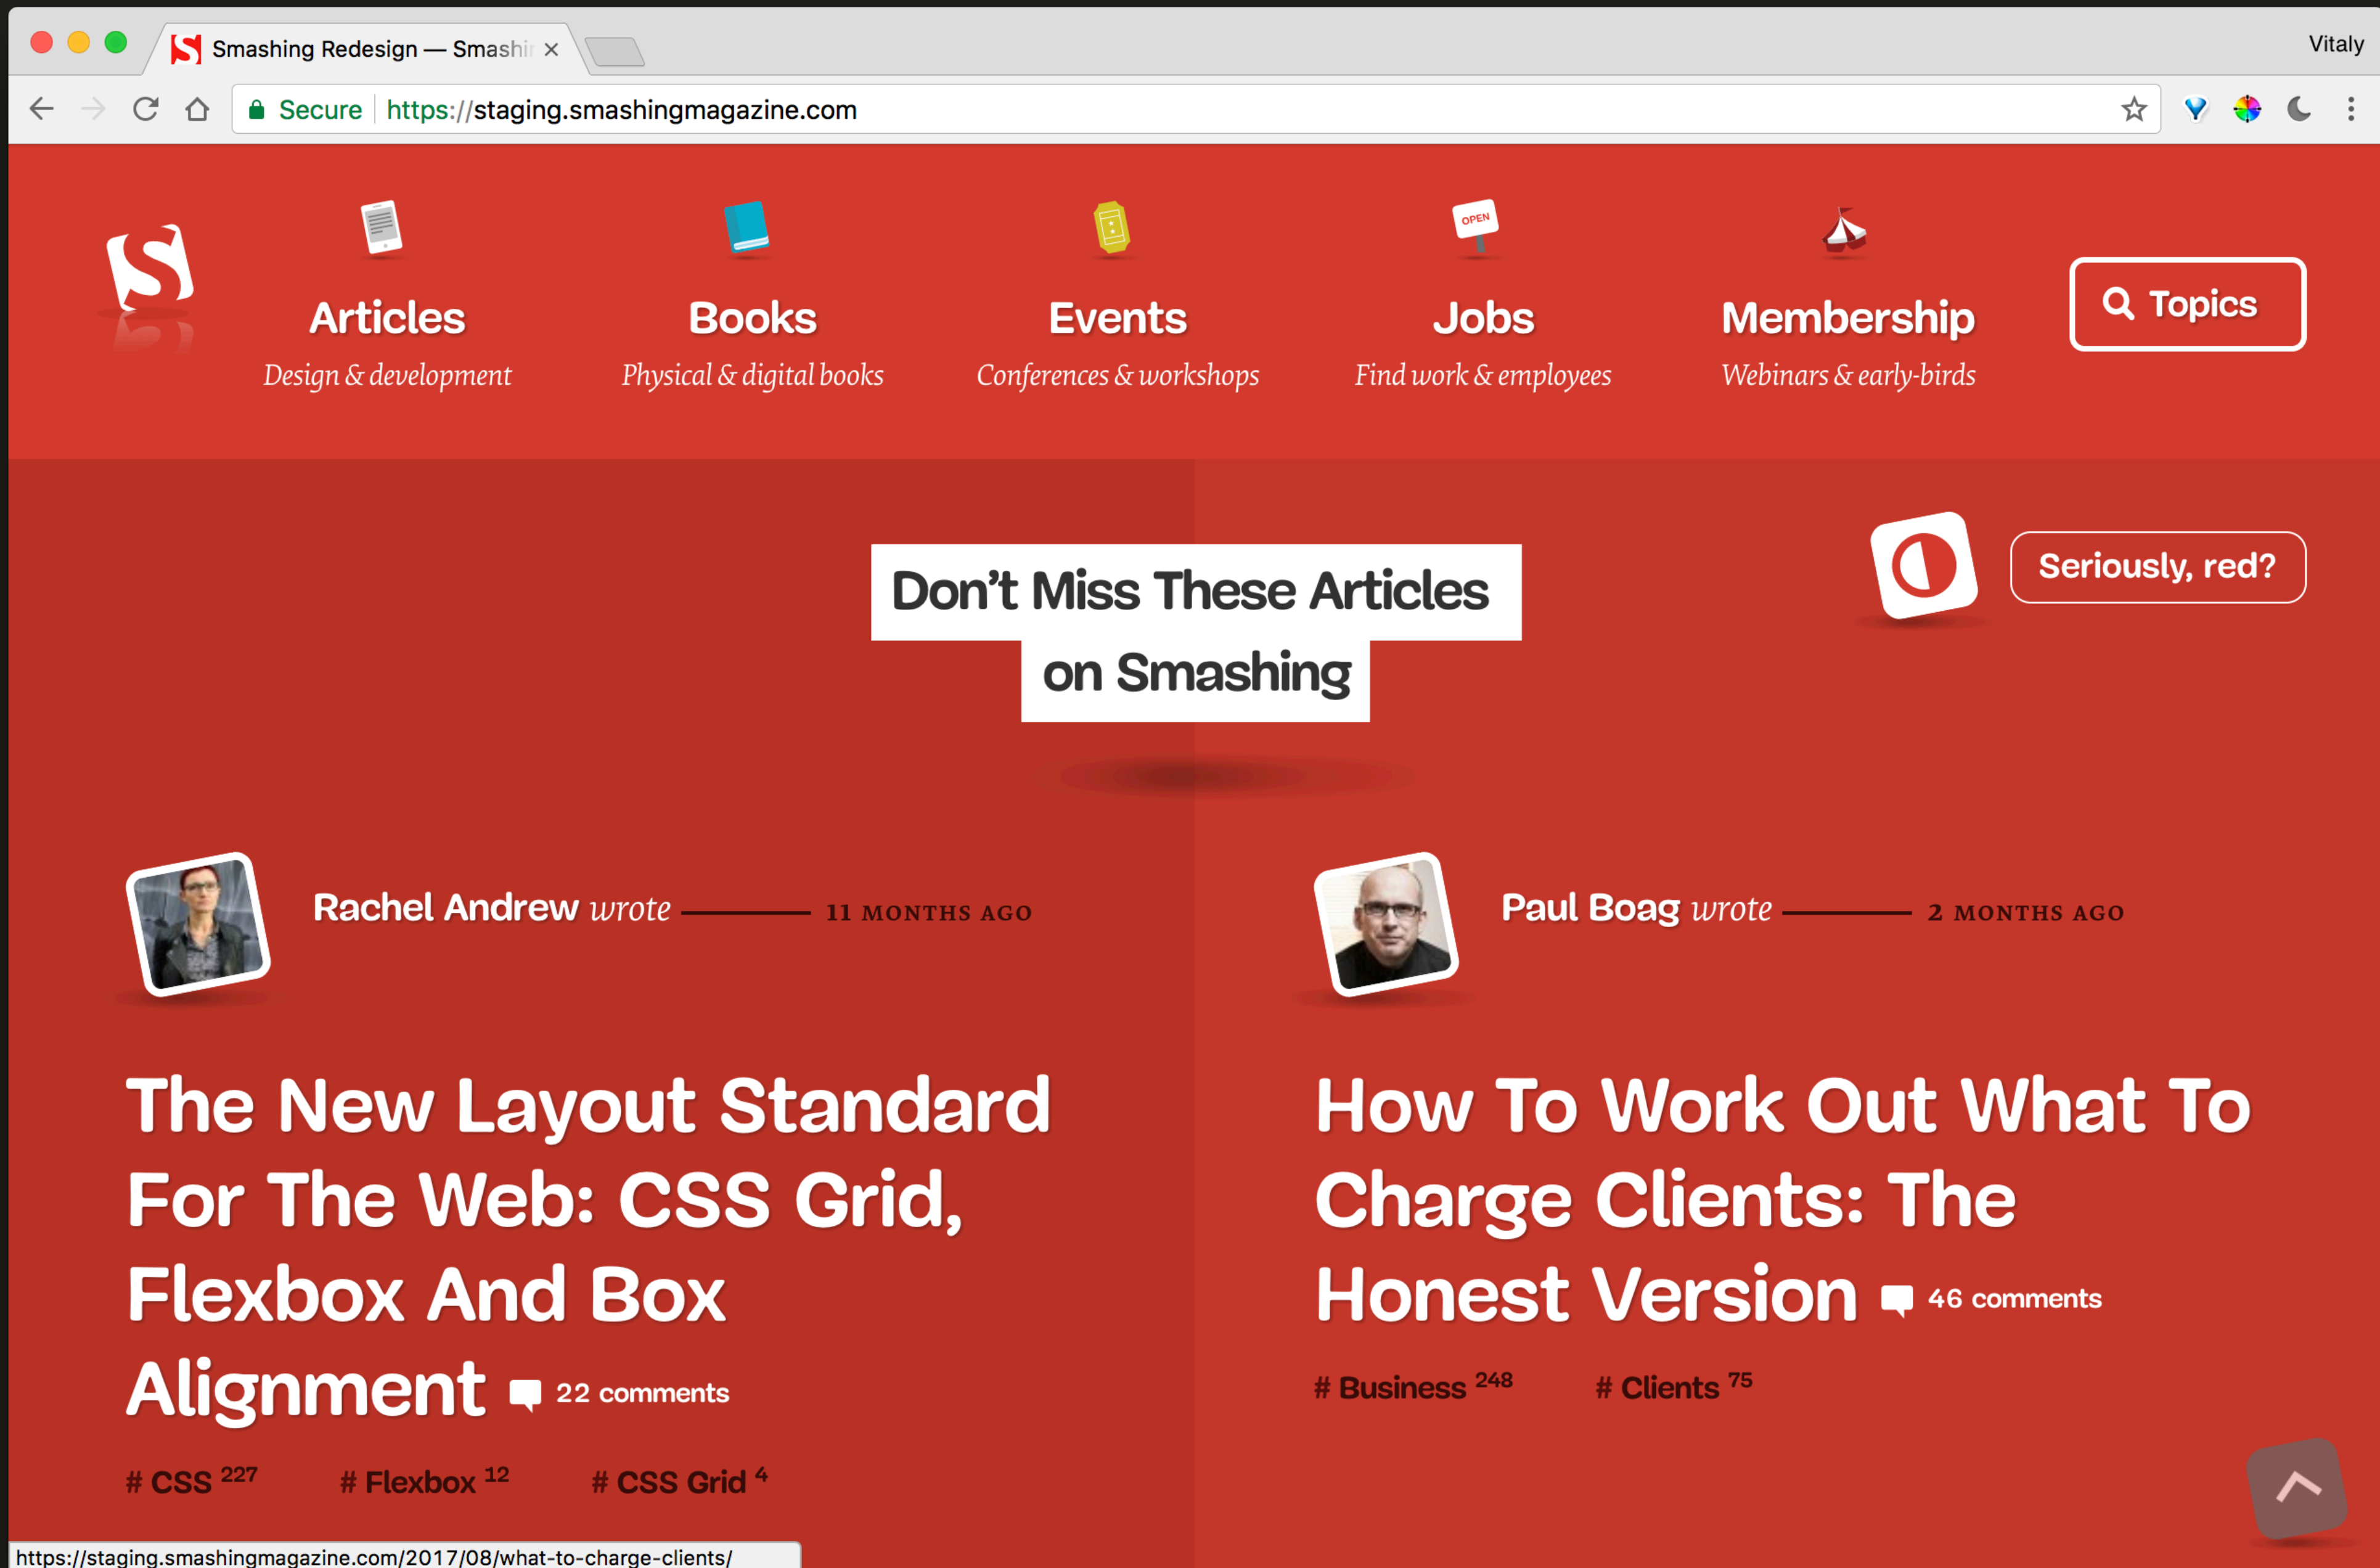 Smashing Redesign — Smashi
Vitaly
Secure
https://staging.smashingmagazine.com
OPEN
Articles
Design & development
Books
Physical & digital books
Events
Conferences & workshops
Jobs
Find work & employees
Membership
Webinars & early-birds
Topics
Don’t Miss These Articles
on Smashing
Seriously, red?
Rachel Andrew wrote 11 MONTHS AGO
The New Layout Standard
For The Web: CSS Grid,
Flexbox And Box
Alignment 22 comments
# CSS 227 # Flexbox 12 # CSS Grid 4
Paul Boag wrote 2 MONTHS AGO
How To Work Out What To
Charge Clients: The
Honest Version 46 comments
# Business 248 # Clients 75
https://staging.smashingmagazine.com/2017/08/what-to-charge-clients/